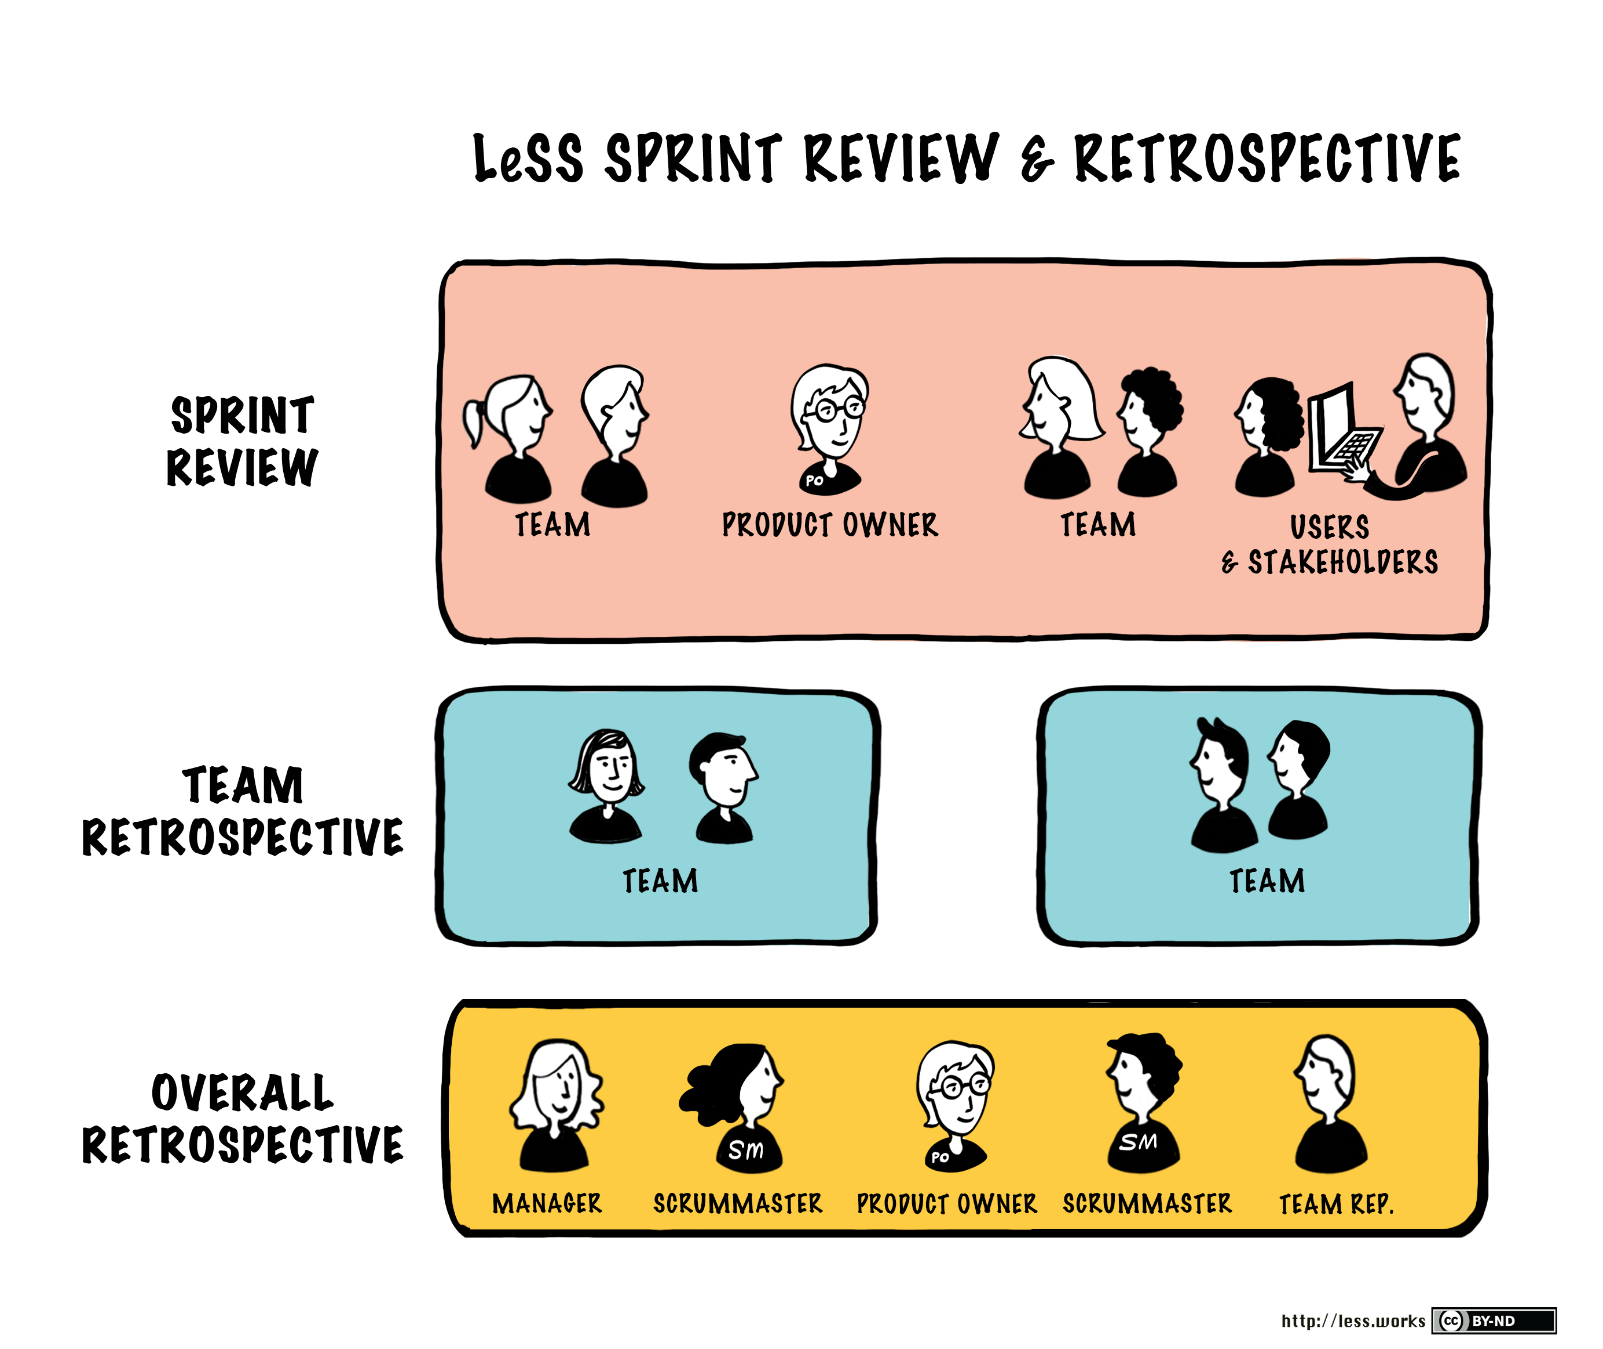 LeSS SPRINT REVIEW & RETROSPECTIVE
SPRINT
REVIEW
PO
TEAM
PRODUCT OWNER
TEAM
USERS
& STAKEHOLDERS
TEAM
RETROSPECTIVE
TEAM
TEAM
OVERALL
RETROSPECTIVE
SM
PO
SM
MANAGER
SCRUMMASTER
PRODUCT OWNER
SCRUMMASTER
TEAM REP.
http://less.works
cc BY-ND